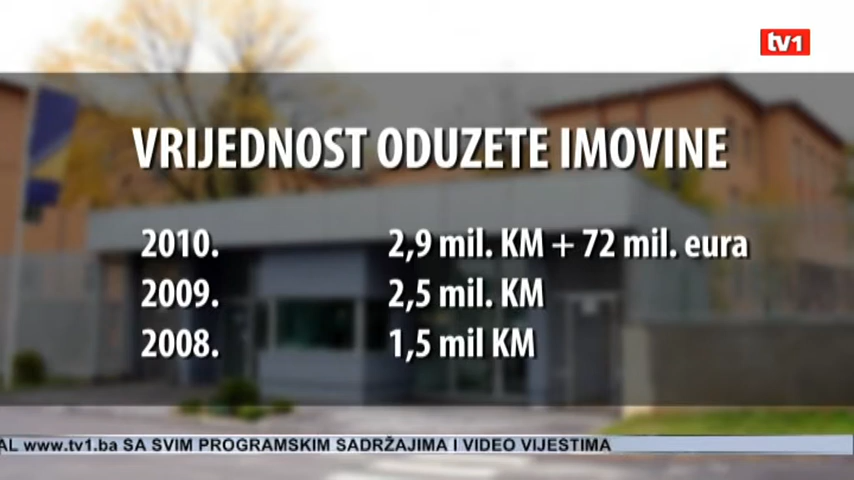 tv1
VRIJEDNOST ODUZETE IMOVINE
2010. 2,9 mil. KM + 72 mil. eura
2009. 2,5 mil. KM
2008. 1,5 mil KM
AL www.tv1.ba SA SVIM PROGRAMSKIM SADRŽAJIMA I VIDEO VIJESTIMA